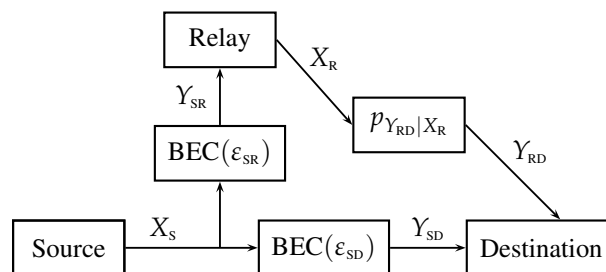 Relay
X_R
Y_SR
p_{Y_RD|X_R}
BEC(ε_SR)
Y_RD
X_S
Y_SD
Source
BEC(ε_SD)
Destination